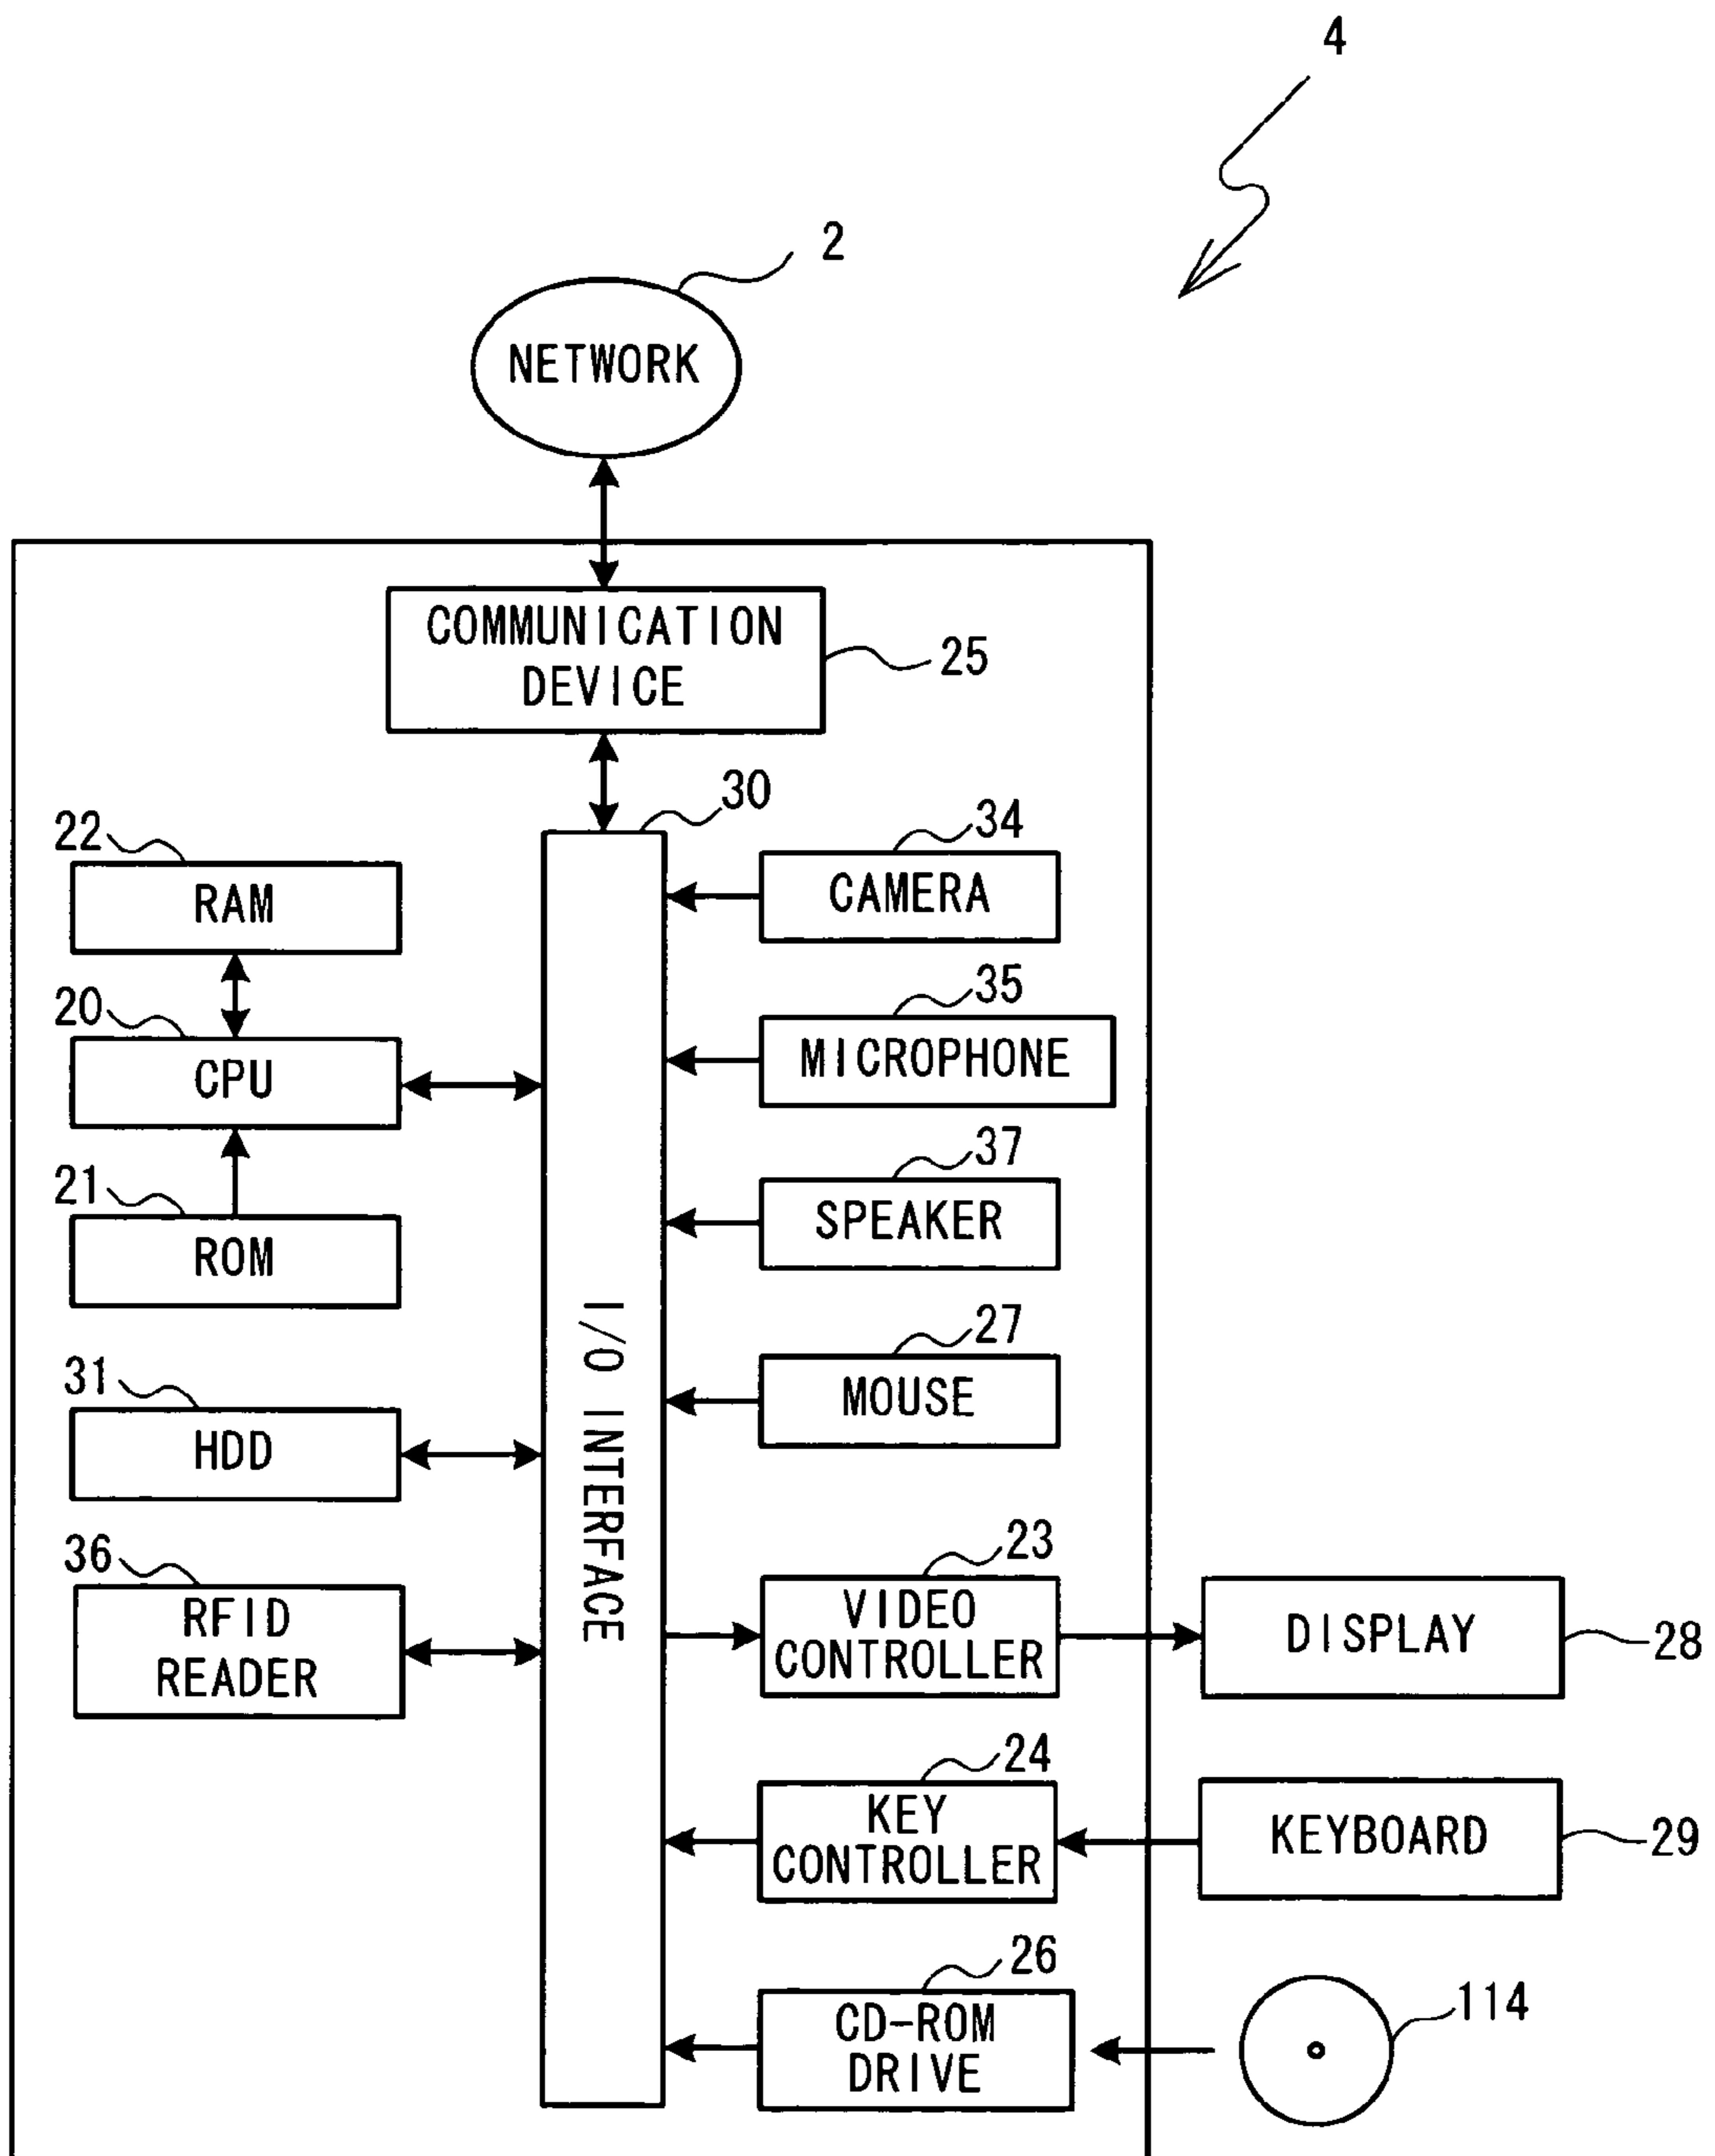 4
2
NETWORK
COMMUNICATION
DEVICE
25
30
22
RAM
34
CAMERA
20
CPU
35
MICROPHONE
21
ROM
37
SPEAKER
I/O INTERFACE
31
HDD
27
MOUSE
36
RFID
READER
23
VIDEO
CONTROLLER
DISPLAY
28
24
KEY
CONTROLLER
KEYBOARD
29
26
CD-ROM
DRIVE
114